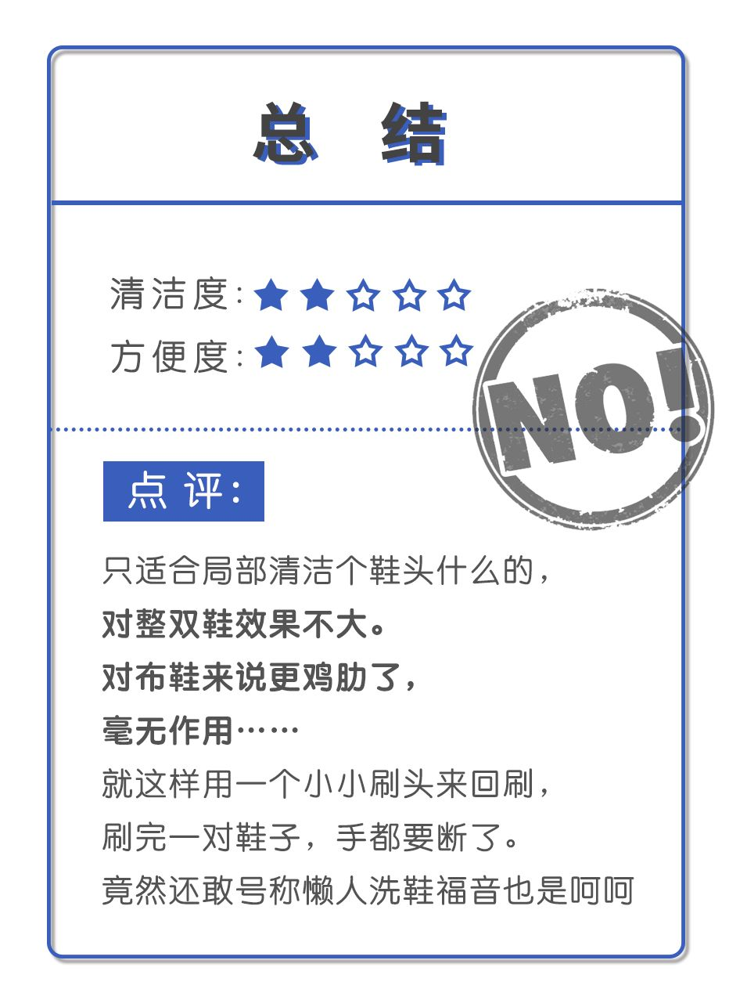 总 结
清洁度：★★☆☆☆
方便度：★★☆☆☆
NO!
点 评：
只适合局部清洁个鞋头什么的，
对整双鞋效果不大。
对布鞋来说更鸡肋了，
毫无作用……
就这样用一个小小刷头来回刷，
刷完一对鞋子，手都要断了。
竟然还敢号称懒人洗鞋福音也是呵呵